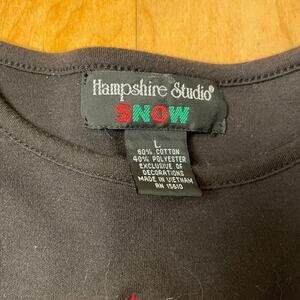 Hampshire Studio®
SNOW
L
60% COTTON
40% POLYESTER
EXCLUSIVE OF
DECORATIONS
MADE IN VIETNAM
RN 15610